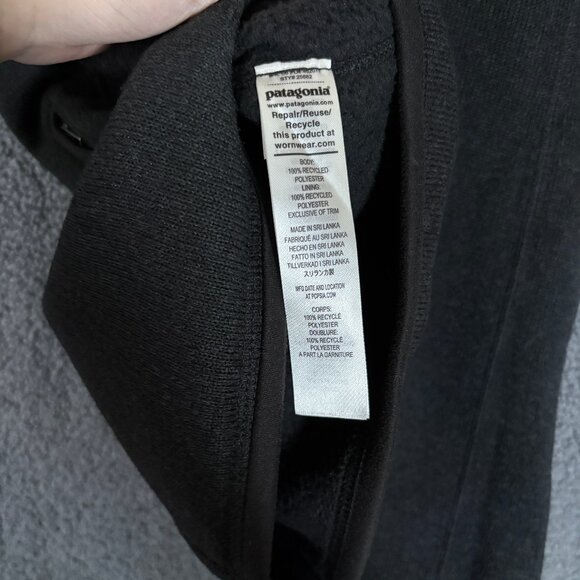 STY# 25882
patagonia®
www.patagonia.com
Repair/Reuse/
Recycle
this product at
wornwear.com
BODY:
100% RECYCLED
POLYESTER
LINING:
100% RECYCLED
POLYESTER
EXCLUSIVE OF TRIM
MADE IN SRI LANKA
FABRIQUÉ AU SRI LANKA
HECHO EN SRI LANKA
FATTO IN SRI LANKA
TILLVERKAD I SRI LANKA
スリランカ製
MFG DATE AND LOCATION
AT POPSIA.COM
CORPS:
100% RECYCLÉ
POLYESTER
DOUBLURE:
100% RECYCLÉ
POLYESTER
A PART LA GARNITURE